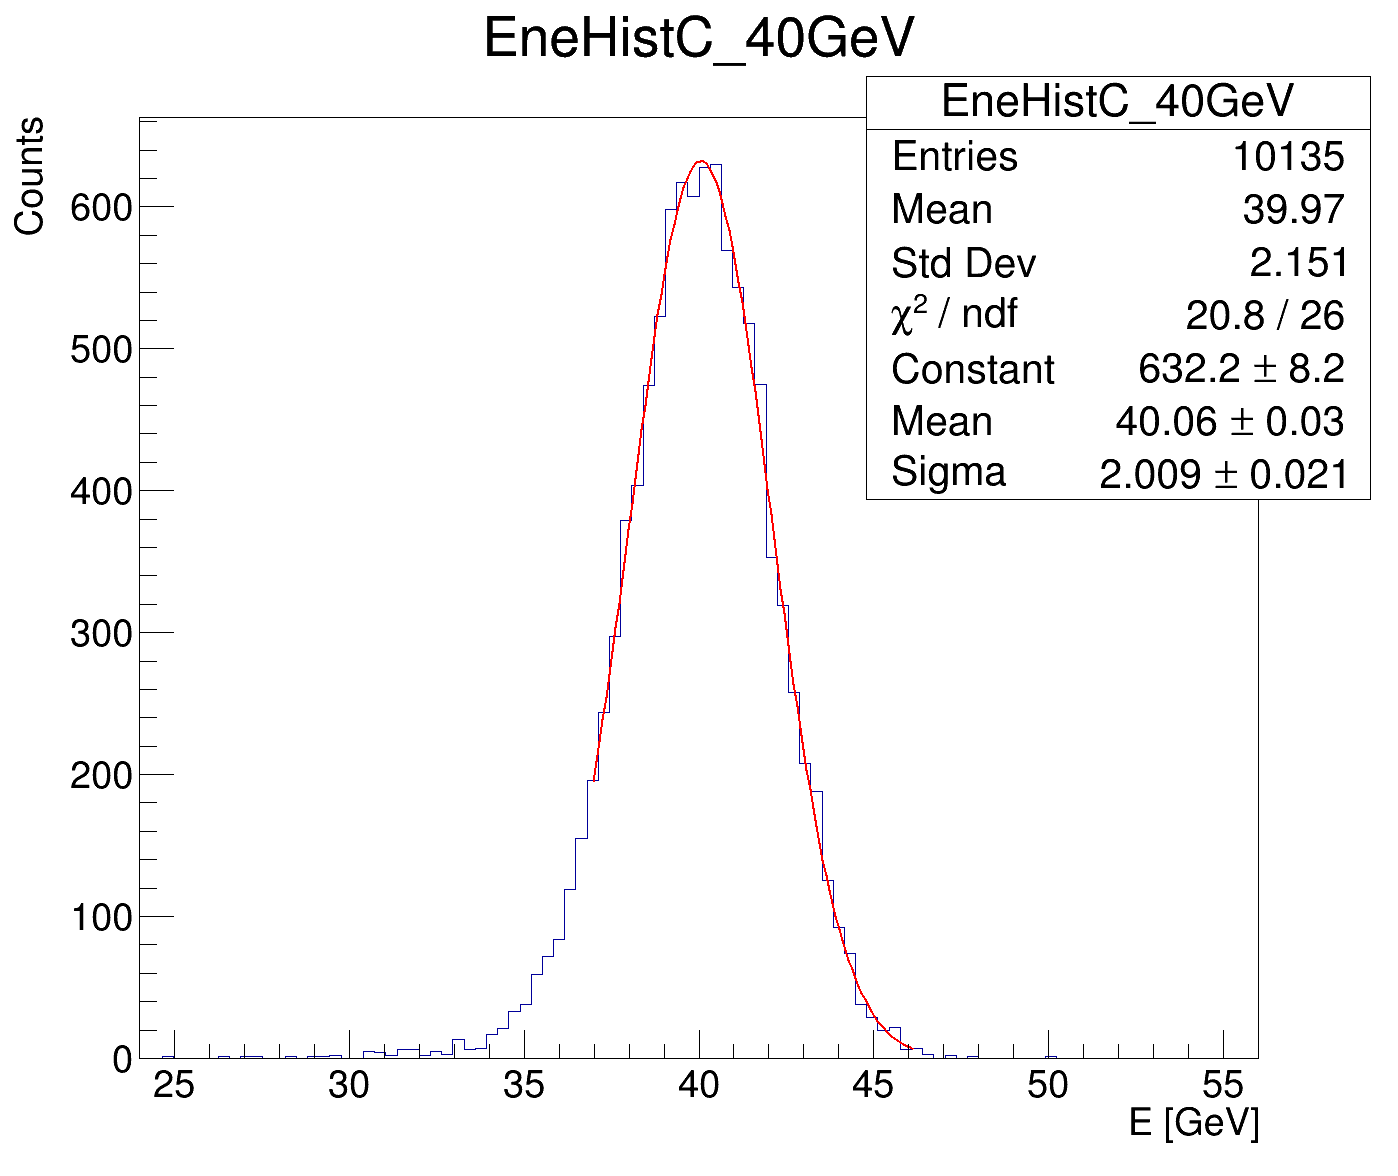 EneHistC_40GeV
EneHistC_40GeV
Entries 10135
Mean 39.97
Std Dev 2.151
χ² / ndf 20.8 / 26
Constant 632.2 ± 8.2
Mean 40.06 ± 0.03
Sigma 2.009 ± 0.021
Counts
600
500
400
300
200
100
0
25 30 35 40 45 50 55
E [GeV]